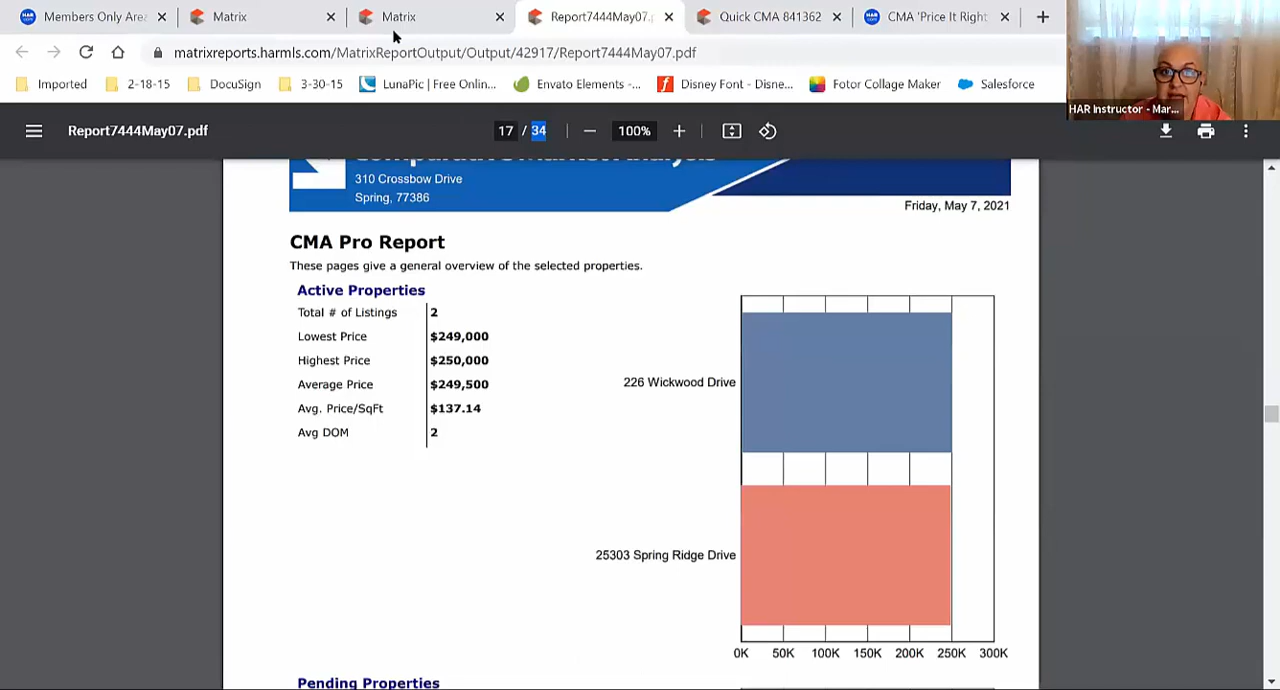 Members Only Area
Matrix
Matrix
Report7444May07.p
Quick CMA 841362
CMA 'Price It Right
matrixreports.harmls.com/MatrixReportOutput/Output/42917/Report7444May07.pdf
Imported
2-18-15
DocuSign
3-30-15
LunaPic | Free Onlin...
Envato Elements -...
Disney Font - Disne...
Fotor Collage Maker
Salesforce
HAR Instructor - Mar...
Report7444May07.pdf
17 / 34
100%
310 Crossbow Drive
Spring, 77386
Friday, May 7, 2021
CMA Pro Report
These pages give a general overview of the selected properties.
Active Properties
Total # of Listings 2
Lowest Price $249,000
Highest Price $250,000
Average Price $249,500
Avg. Price/SqFt $137.14
Avg DOM 2
226 Wickwood Drive
25303 Spring Ridge Drive
0K 50K 100K 150K 200K 250K 300K
Pending Properties